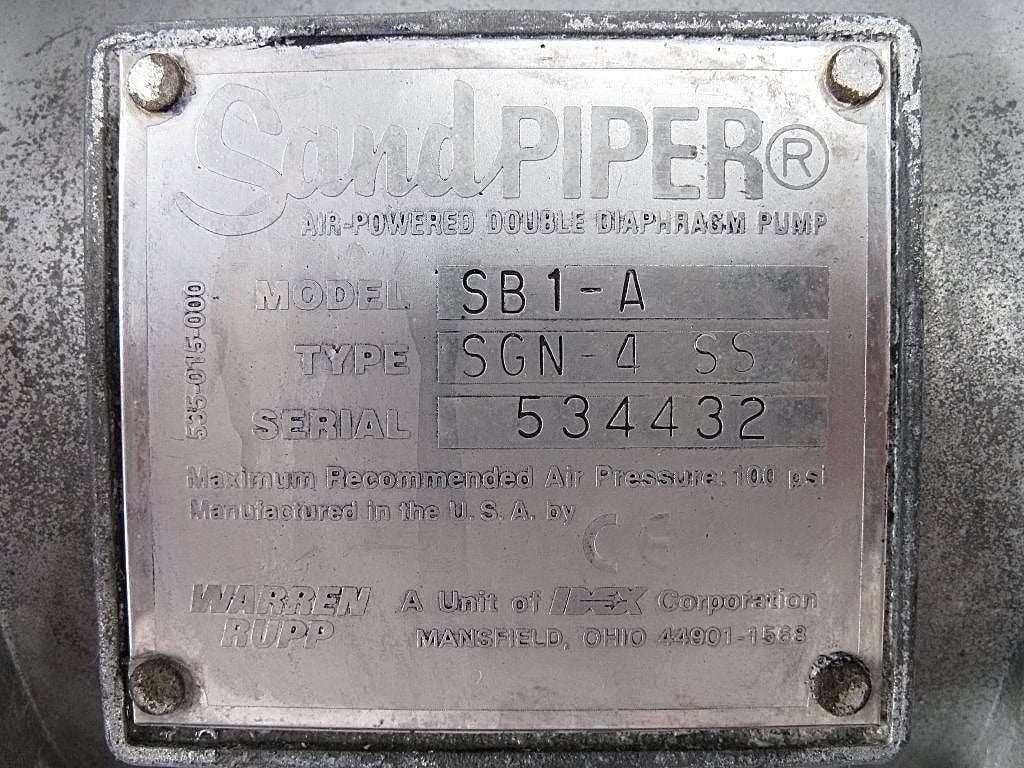 SandPIPER®
AIR-POWERED DOUBLE DIAPHRAGM PUMP
MODEL SB1-A
TYPE SGN-4 SS
SERIAL 534432
535-015-000
Maximum Recommended Air Pressure: 100 psi
Manufactured in the U.S.A. by
CE
WARREN RUPP A Unit of IDEX Corporation
MANSFIELD, OHIO 44901-1568